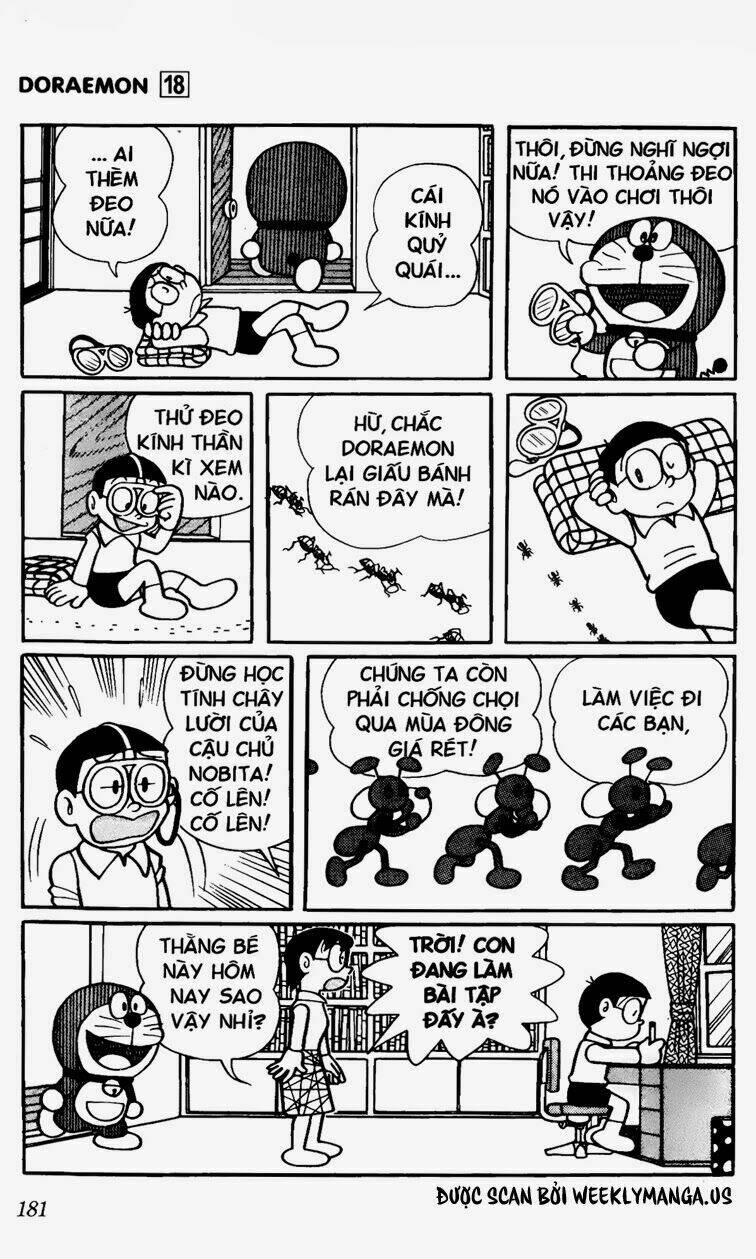 DORAEMON 18
THÔI, ĐỪNG NGHĨ NGỢI
NỮA! THI THOẢNG ĐEO
NÓ VÀO CHƠI THÔI
VẬY!
CÁI
KÍNH
QUỶ
QUÁI...
... AI
THÈM
ĐEO
NỮA!
HỪ, CHẮC
DORAEMON
LẠI GIẤU BÁNH
RÁN ĐÂY MÀ!
THỬ ĐEO
KÍNH THẦN
KÌ XEM
NÀO.
LÀM VIỆC ĐI
CÁC BẠN,
CHÚNG TA CÒN
PHẢI CHỐNG CHỌI
QUA MÙA ĐÔNG
GIÁ RÉT!
ĐỪNG HỌC
TÍNH CHÂY
LƯỜI CỦA
CẬU CHỦ
NOBITA!
CỐ LÊN!
CỐ LÊN!
TRỜI! CON
ĐANG LÀM
BÀI TẬP
ĐẤY À?
THẰNG BÉ
NÀY HÔM
NAY SAO
VẬY NHỈ?
181
ĐƯỢC SCAN BỞI WEEKLYMANGA.US